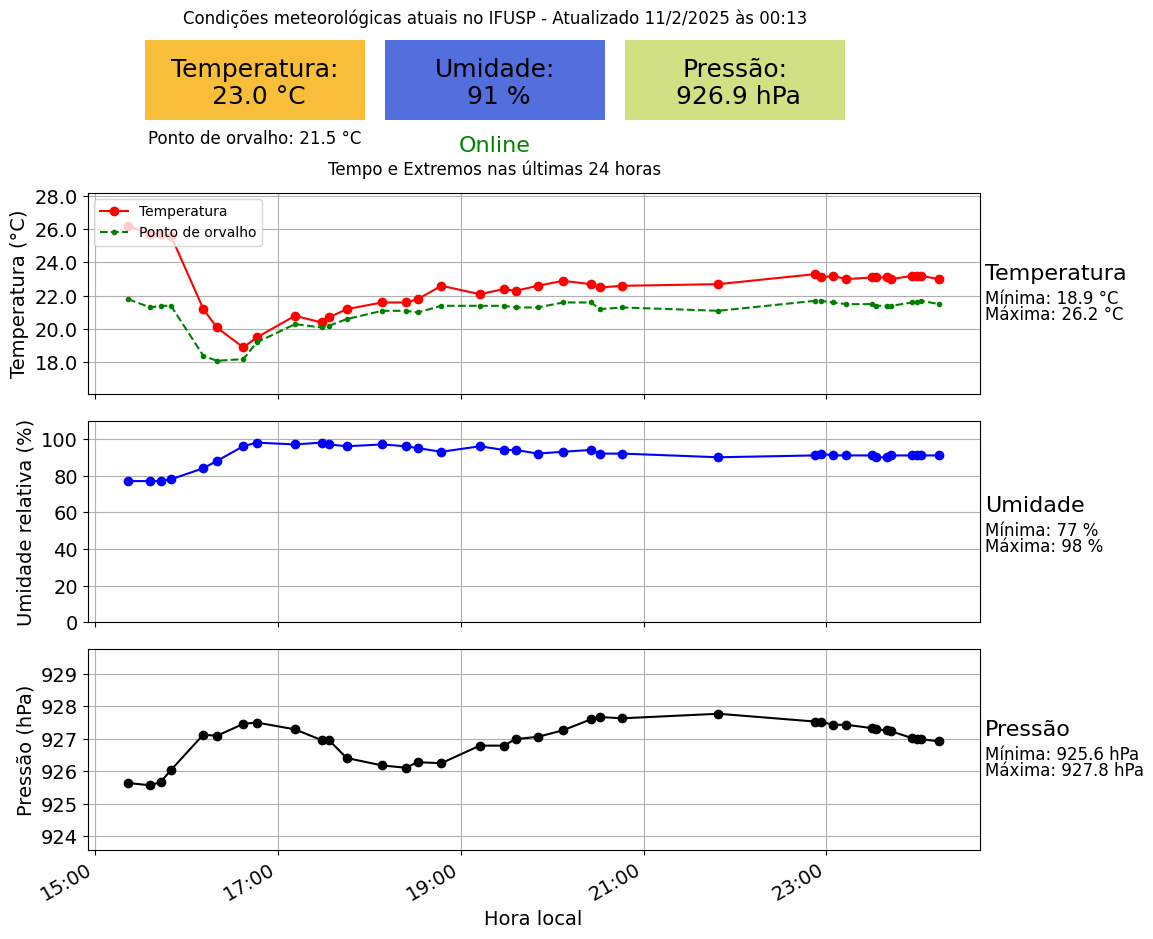 Condições meteorológicas atuais no IFUSP - Atualizado 11/2/2025 às 00:13
Temperatura:
23.0 °C
Umidade:
91 %
Pressão:
926.9 hPa
Ponto de orvalho: 21.5 °C
Online
Tempo e Extremos nas últimas 24 horas
Temperatura (°C)
28.0
26.0
24.0
22.0
20.0
18.0
Temperatura
Ponto de orvalho
Temperatura
Mínima: 18.9 °C
Máxima: 26.2 °C
Umidade relativa (%)
100
80
60
40
20
0
Umidade
Mínima: 77 %
Máxima: 98 %
Pressão (hPa)
929
928
927
926
925
924
Pressão
Mínima: 925.6 hPa
Máxima: 927.8 hPa
15:00
17:00
19:00
21:00
23:00
Hora local